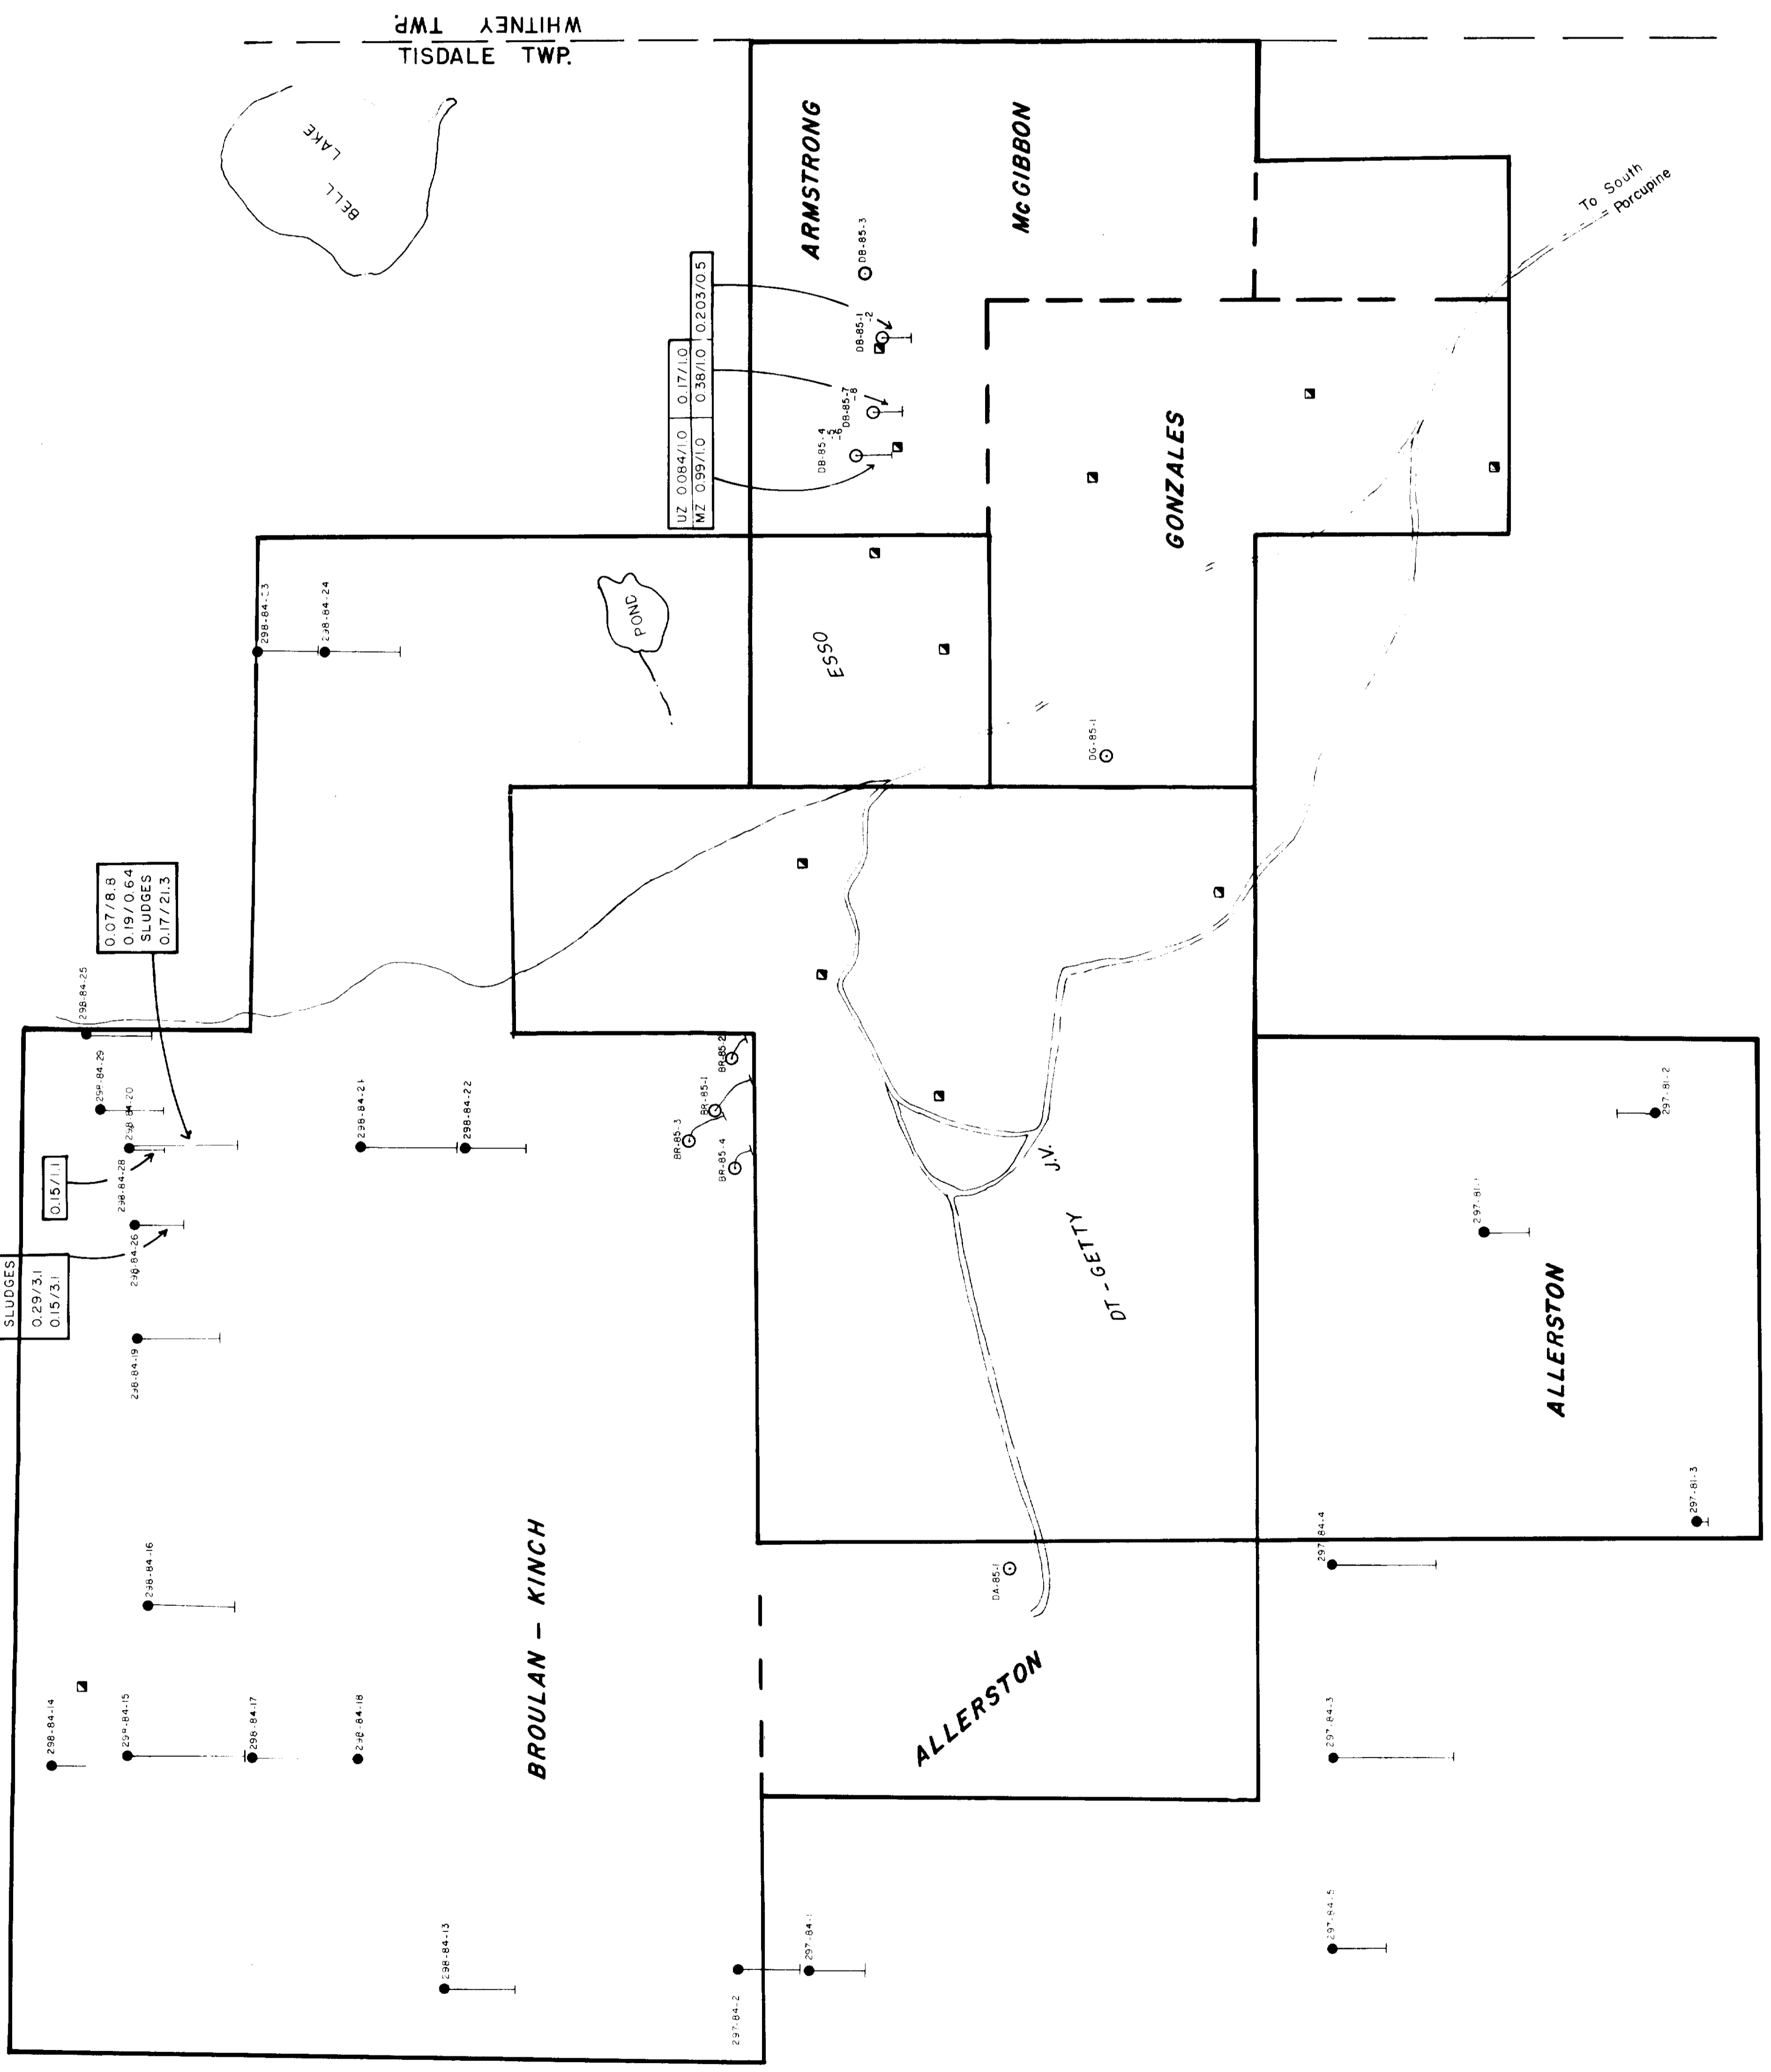 WHITNEY TWP.
TISDALE TWP.
BELL LAKE
ARMSTRONG
McGIBBON
To South
Porcupine
DB-85-3
DB-85-1
-2
DB-85-7
-8
DB-85-4
-5
-6
UZ 0.084/1.0 0.17/1.0
MZ 0.99/1.0 0.38/1.0 0.203/0.5
GONZALES
298-84-24
POND
ESSO
DG-85-1
0.07/8.8
0.19/0.64
SLUDGES
0.17/21.3
298-84-25
298-84-29
298-84-20
298-84-28
0.15/1.1
298-84-26
SLUDGES
0.29/3.1
0.15/3.1
298-84-19
298-84-21
298-84-22
BR-85-2
BR-85-1
BR-85-3
BR-85-4
J.V.
DT - GETTY
297-81-2
297-81-1
ALLERSTON
297-81-3
297-84-4
298-84-16
BROULAN - KINCH
DA-85-1
ALLERSTON
298-84-14
298-84-15
298-84-17
298-84-18
297-84-3
298-84-13
297-84-2
297-84-1
297-84-5